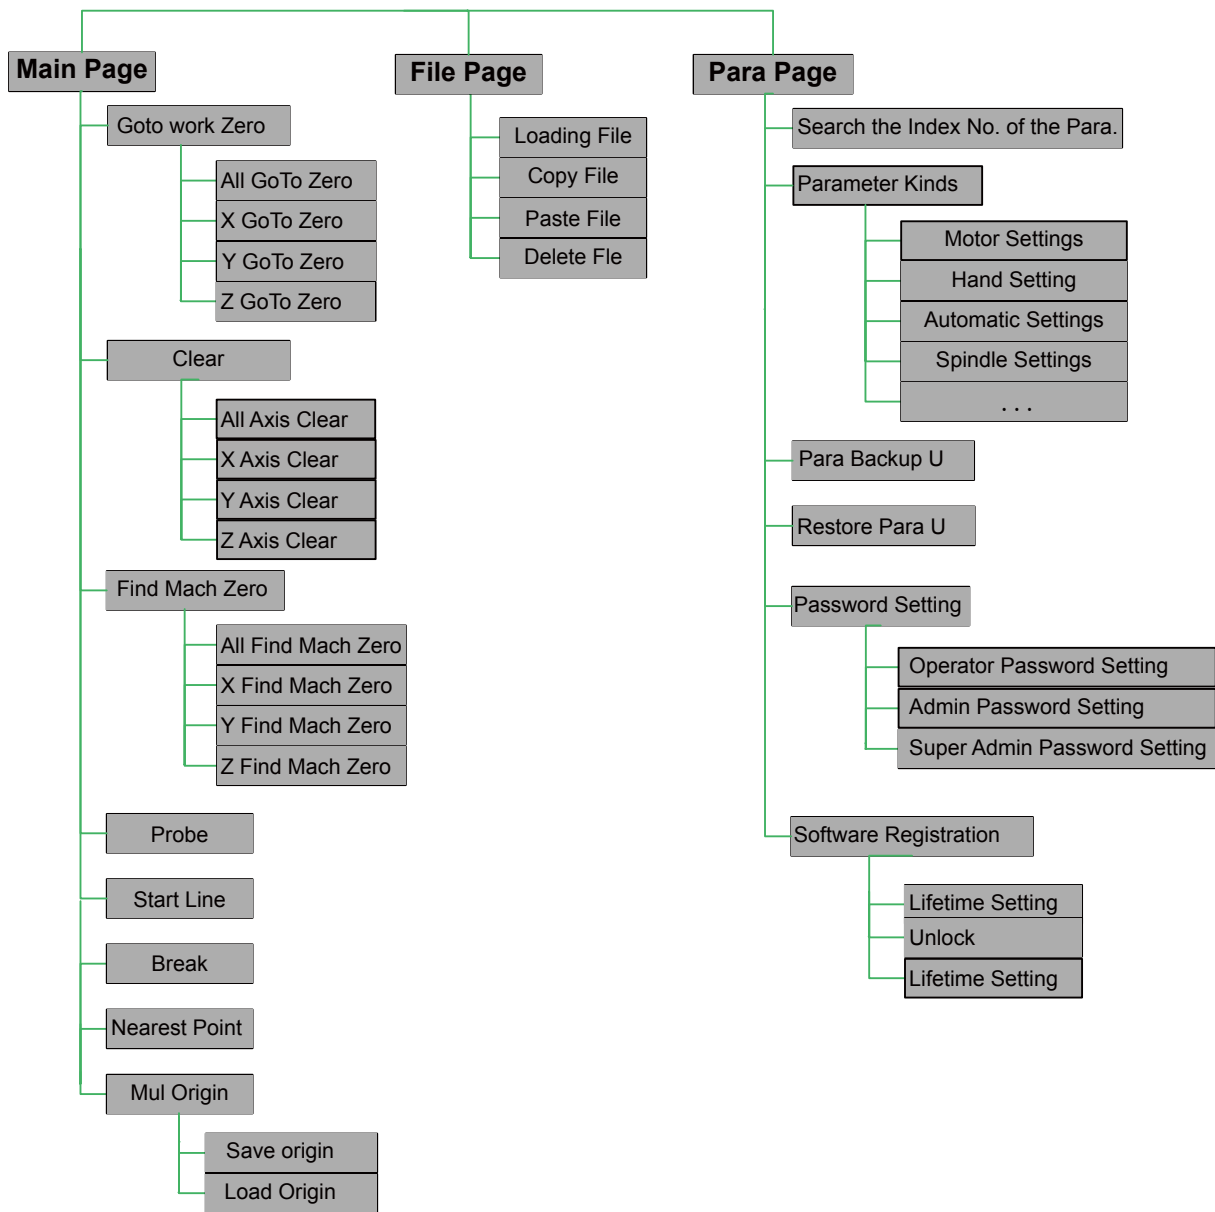 Main Page
Goto work Zero
All GoTo Zero
X GoTo Zero
Y GoTo Zero
Z GoTo Zero
Clear
All Axis Clear
X Axis Clear
Y Axis Clear
Z Axis Clear
Find Mach Zero
All Find Mach Zero
X Find Mach Zero
Y Find Mach Zero
Z Find Mach Zero
Probe
Start Line
Break
Nearest Point
Mul Origin
Save origin
Load Origin
File Page
Loading File
Copy File
Paste File
Delete Fle
Para Page
Search the Index No. of the Para.
Parameter Kinds
Motor Settings
Hand Setting
Automatic Settings
Spindle Settings
. . .
Para Backup U
Restore Para U
Password Setting
Operator Password Setting
Admin Password Setting
Super Admin Password Setting
Software Registration
Lifetime Setting
Unlock
Lifetime Setting